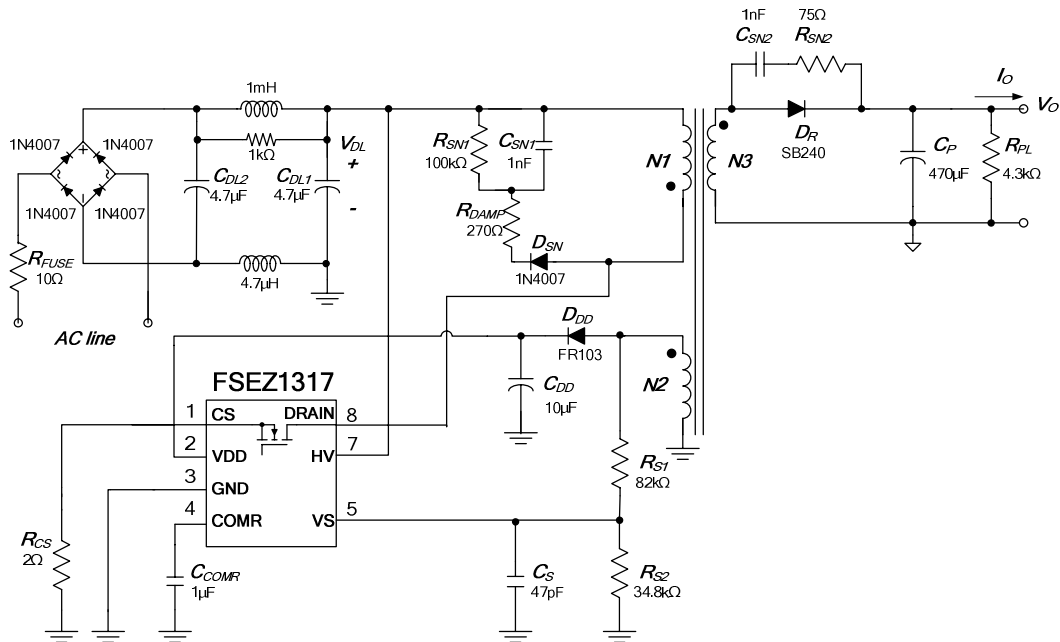 1nF
75Ω
CSN2
RSN2
1mH
IO
VO
1N4007
1N4007
1kΩ
VDL
+
-
RSN1
100kΩ
CSN1
1nF
N1
N3
DR
SB240
CP
470µF
RPL
4.3kΩ
+
-
CDL2
4.7µF
CDL1
4.7µF
1N4007
1N4007
RDAMP
270Ω
DSN
1N4007
RFUSE
10Ω
4.7µH
AC line
DDD
FR103
N2
FSEZ1317
CDD
10µF
1
CS
DRAIN
8
2
VDD
HV
7
3
GND
4
COMR
VS
5
RS1
82kΩ
RCS
2Ω
CCOMR
1µF
CS
47pF
RS2
34.8kΩ